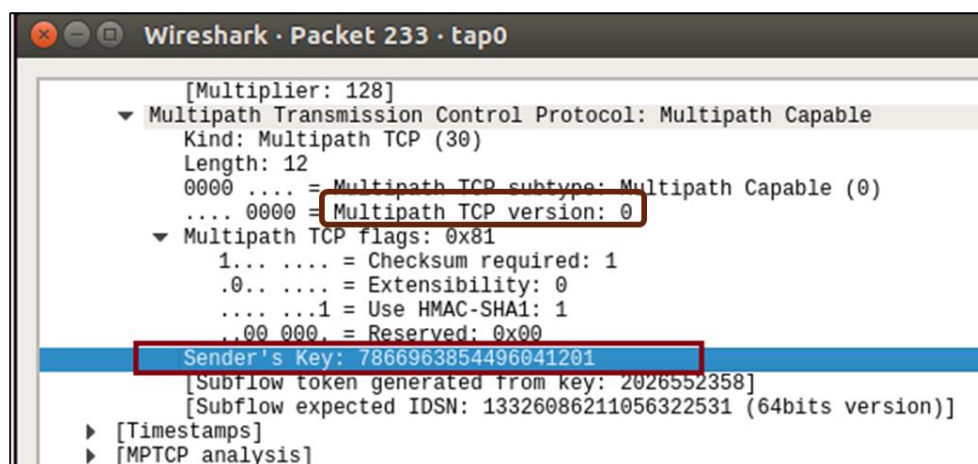 Wireshark · Packet 233 · tap0
[Multiplier: 128]
Multipath Transmission Control Protocol: Multipath Capable
Kind: Multipath TCP (30)
Length: 12
0000 .... = Multipath TCP subtype: Multipath Capable (0)
.... 0000 = Multipath TCP version: 0
Multipath TCP flags: 0x81
1... .... = Checksum required: 1
.0.. .... = Extensibility: 0
.... ...1 = Use HMAC-SHA1: 1
..00 000. = Reserved: 0x00
Sender's Key: 7866963854496041201
[Subflow token generated from key: 2026552358]
[Subflow expected IDSN: 13326086211056322531 (64bits version)]
[Timestamps]
[MPTCP analysis]